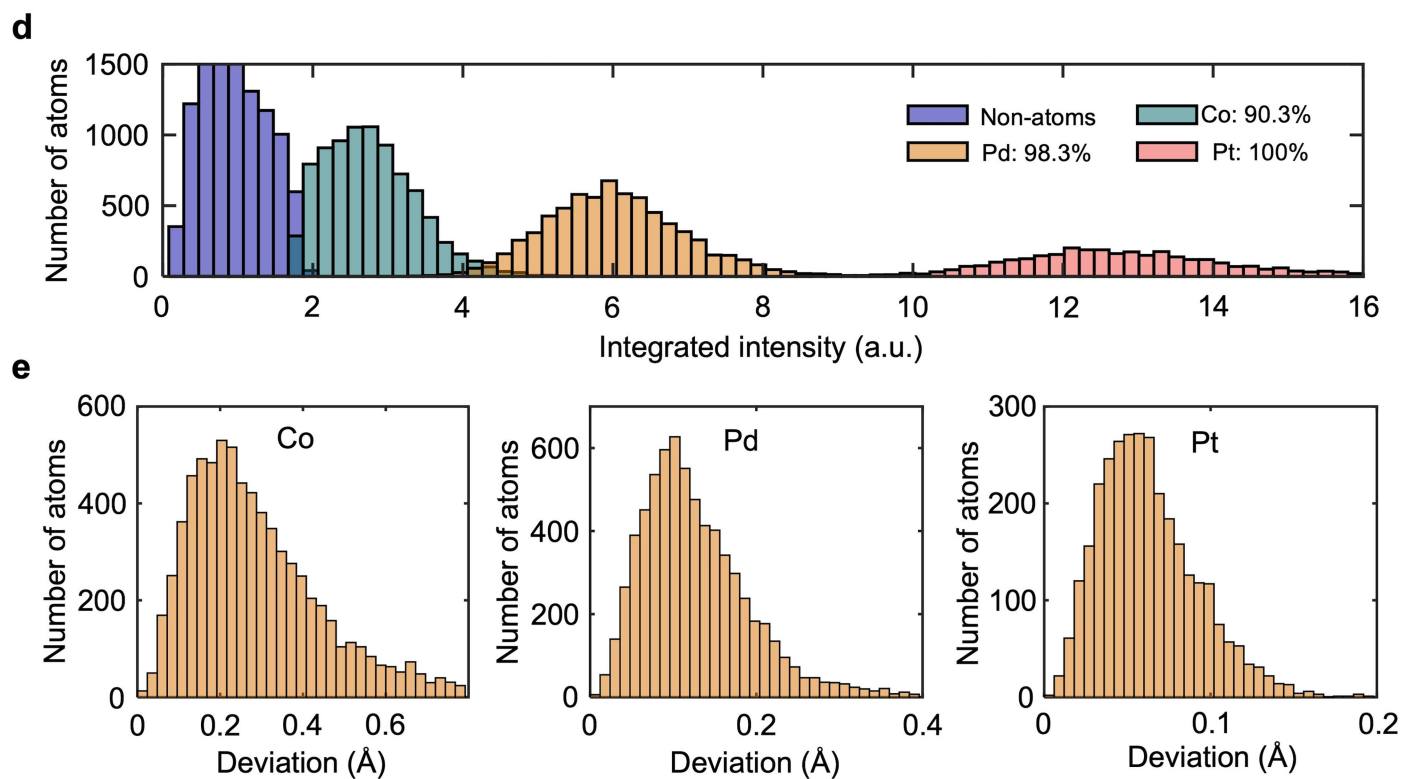 d
Number of atoms
1500
1000
500
0
Non-atoms
Co: 90.3%
Pd: 98.3%
Pt: 100%
0 2 4 6 8 10 12 14 16
Integrated intensity (a.u.)
e
Number of atoms
600
400
200
0
Co
0 0.2 0.4 0.6
Deviation (Å)
Number of atoms
600
400
200
0
Pd
0 0.2 0.4
Deviation (Å)
Number of atoms
300
200
100
0
Pt
0 0.1 0.2
Deviation (Å)